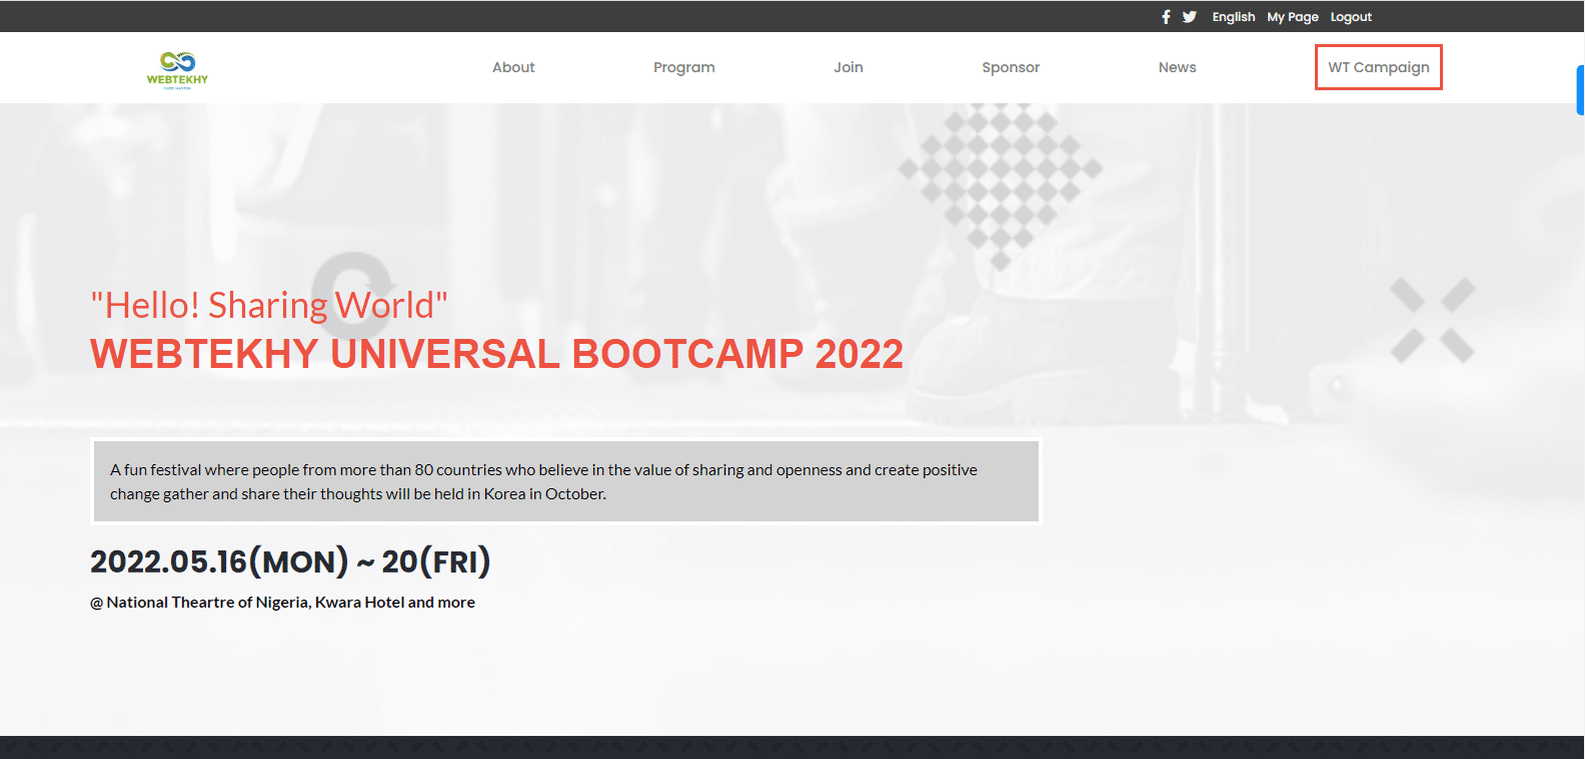 English My Page Logout
WEBTEKHY
About Program Join Sponsor News WT Campaign
"Hello! Sharing World"
WEBTEKHY UNIVERSAL BOOTCAMP 2022
A fun festival where people from more than 80 countries who believe in the value of sharing and openness and create positive
change gather and share their thoughts will be held in Korea in October.
2022.05.16(MON) ~ 20(FRI)
@ National Theartre of Nigeria, Kwara Hotel and more